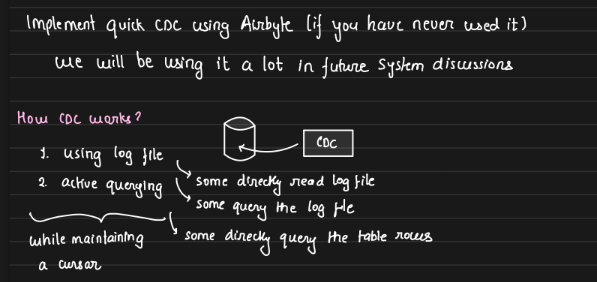 Implement quick CDC using Airbyte (if you have never used it)
we will be using it a lot in future system discussions
How CDC works?
CDC
1. using log file
2. active querying
some directly read log file
some query the log file
some directly query the table rows
while maintaining
a cursor